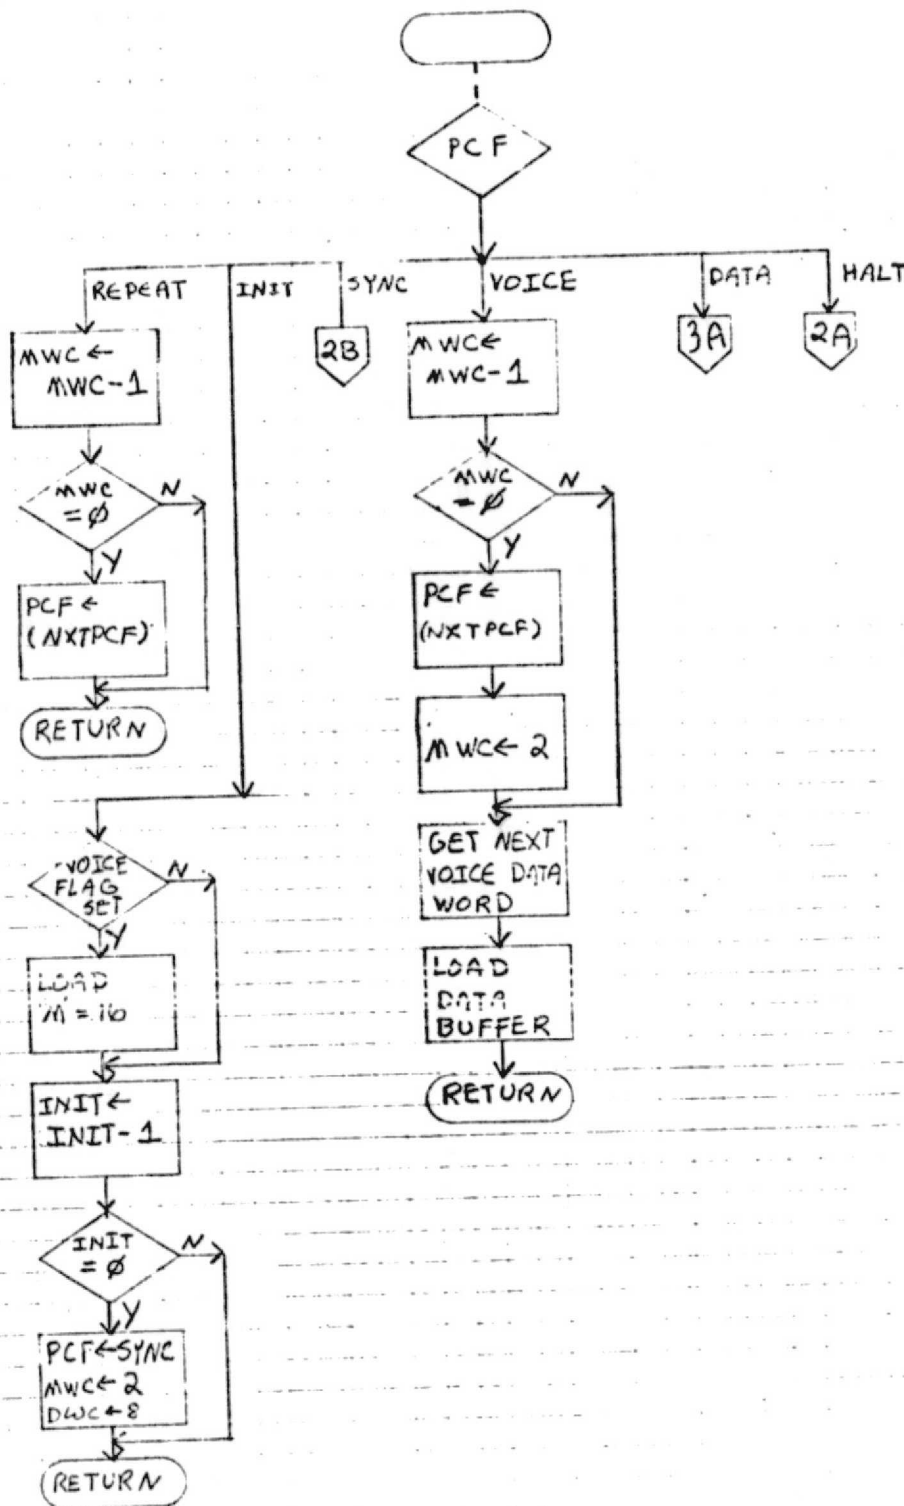 PCF
REPEAT
INIT
SYNC
VOICE
DATA
HALT
MWC←
MWC-1
2B
MWC←
MWC-1
3A
2A
MWC
=Ø
N
Y
PCF←
(NXTPCF)
RETURN
MWC
=Ø
N
Y
PCF←
(NXTPCF)
MWC←2
GET NEXT
VOICE DATA
WORD
LOAD
DATA
BUFFER
RETURN
VOICE
FLAG
SET
N
Y
LOAD
M=16
INIT←
INIT-1
INIT
=Ø
N
Y
PCF←SYNC
MWC←2
DWC←8
RETURN